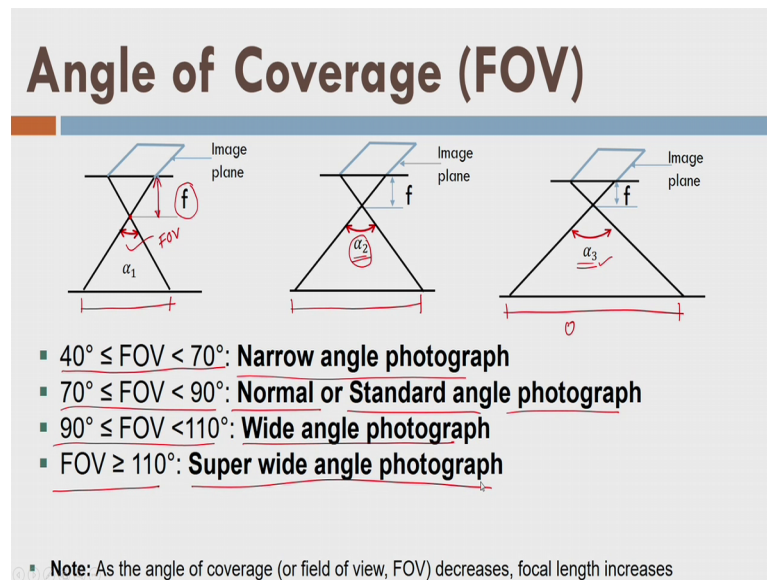 Angle of Coverage (FOV)
Image
plane
f
FOV
α₁
Image
plane
f
α₂
Image
plane
f
α₃
40° ≤ FOV < 70°: Narrow angle photograph
70° ≤ FOV < 90°: Normal or Standard angle photograph
90° ≤ FOV <110°: Wide angle photograph
FOV ≥ 110°: Super wide angle photograph
Note: As the angle of coverage (or field of view, FOV) decreases, focal length increases